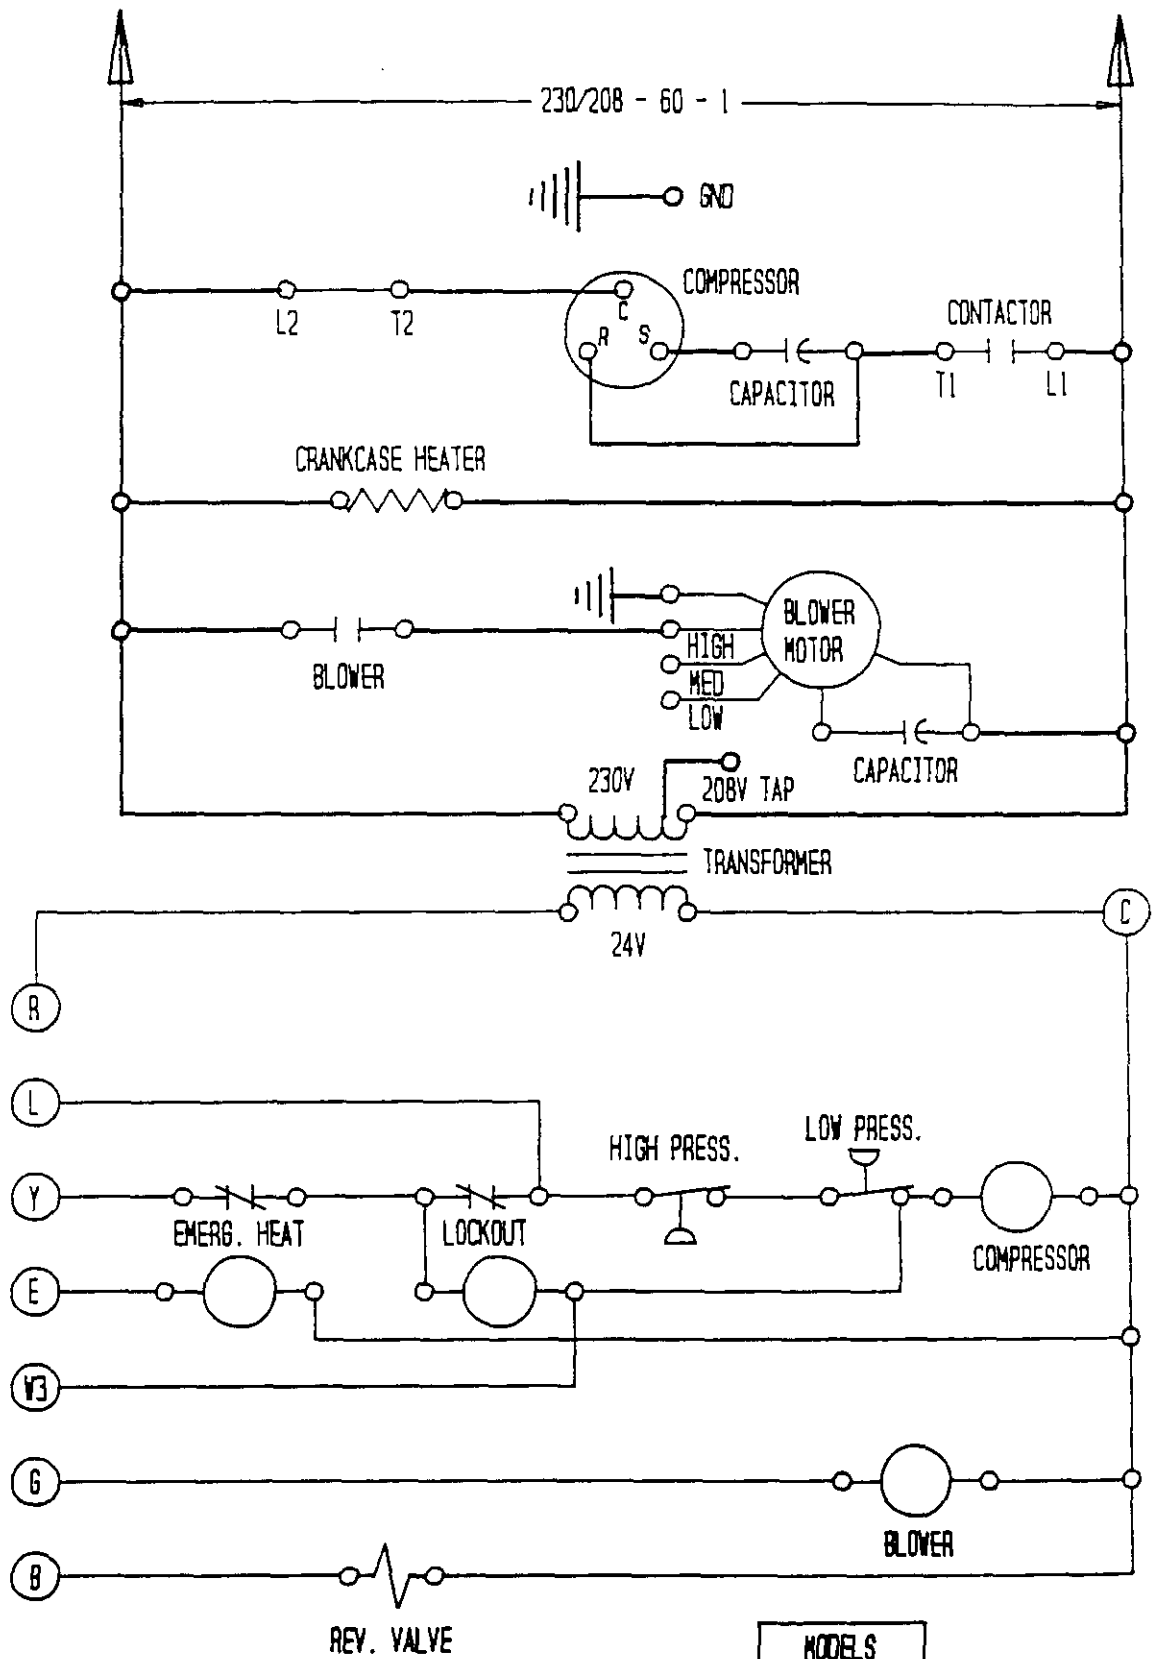 230/208 - 60 - 1
GND
COMPRESSOR
C
R
S
L2
T2
CONTACTOR
CAPACITOR
T1
L1
CRANKCASE HEATER
BLOWER
MOTOR
HIGH
BLOWER
MED
LOW
230V
208V TAP
CAPACITOR
TRANSFORMER
C
24V
R
L
LOW PRESS.
HIGH PRESS.
Y
EMERG. HEAT
LOCKOUT
COMPRESSOR
E
W3
G
BLOWER
B
REV. VALVE
MODELS